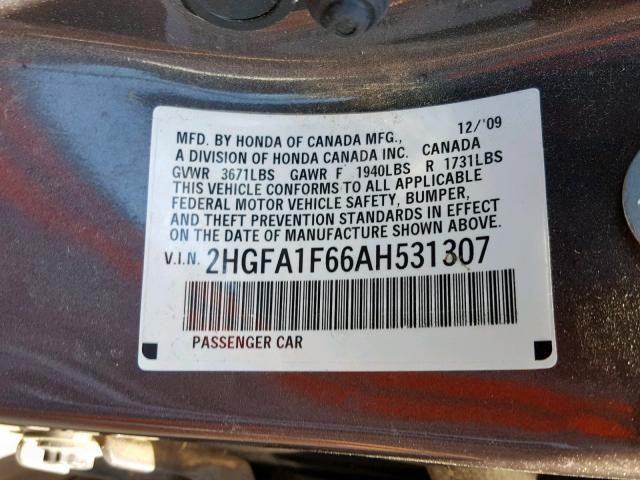 MFD. BY HONDA OF CANADA MFG., 12/'09
A DIVISION OF HONDA CANADA INC. CANADA
GVWR 3671LBS GAWR F 1940LBS R 1731LBS
THIS VEHICLE CONFORMS TO ALL APPLICABLE
FEDERAL MOTOR VEHICLE SAFETY, BUMPER,
AND THEFT PREVENTION STANDARDS IN EFFECT
ON THE DATE OF MANUFACTURE SHOWN ABOVE.
V.I.N. 2HGFA1F66AH531307
PASSENGER CAR